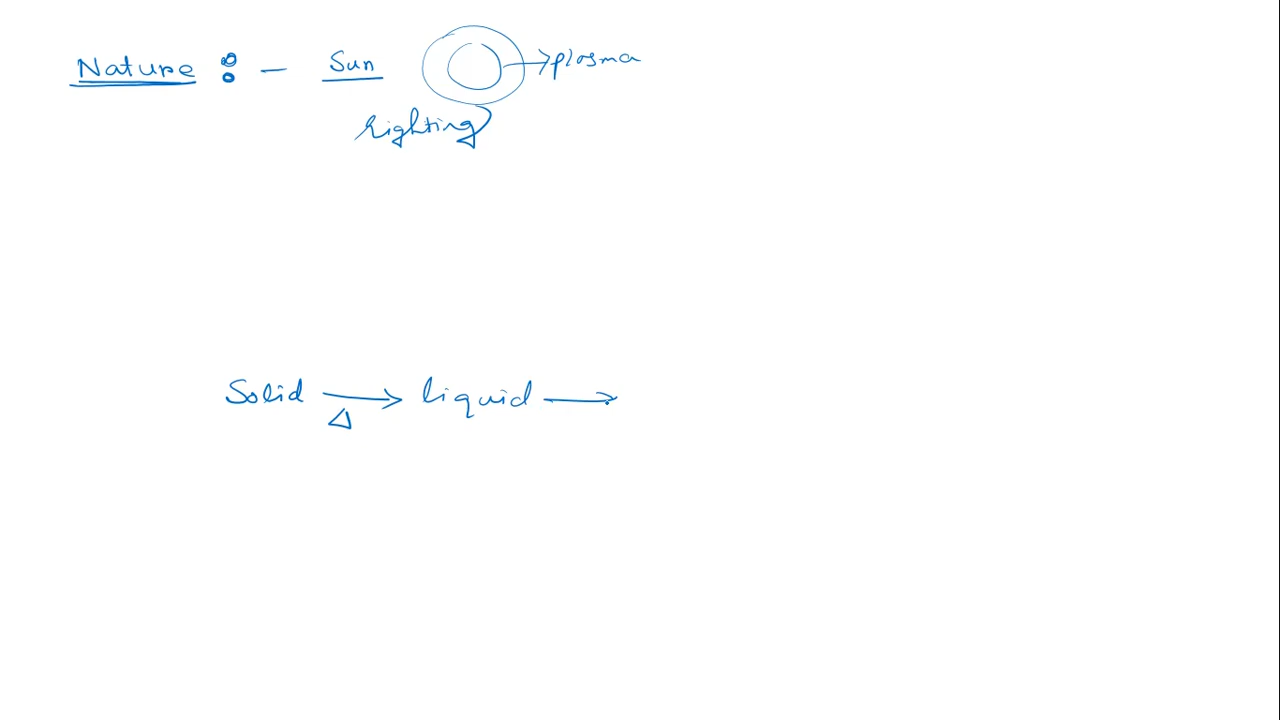 Nature :- Sun → plasma
Lighting
Solid → liquid →
Δ